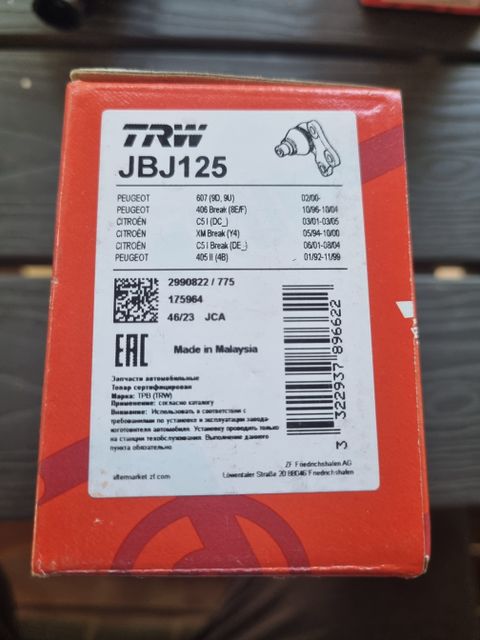 TRW
JBJ125
PEUGEOT 607 (9D, 9U) 02/00-
PEUGEOT 406 Break (8E/F) 10/96-10/04
CITROËN C5 I (DC_) 03/01-03/05
CITROËN XM Break (Y4) 05/94-10/00
CITROËN C5 I Break (DE_) 06/01-08/04
PEUGEOT 405 II (4B) 01/92-11/99
2990822 / 775
175964
46/23 JCA
EAC
Made in Malaysia
3 322937 896622
Запчасти автомобильные
Товар сертифицирован
Марка: ТРВ (TRW)
Применение: согласно каталогу
Внимание: Использовать в соответствии с
требованиями по установке и эксплуатации завода-
изготовителя автомобиля. Установку проводить только
на станции техобслуживания. Выполнение данного
пункта обязательно.
ZF Friedrichshafen AG
aftermarket.zf.com Löwentaler Straße 20 88046 Friedrichshafen